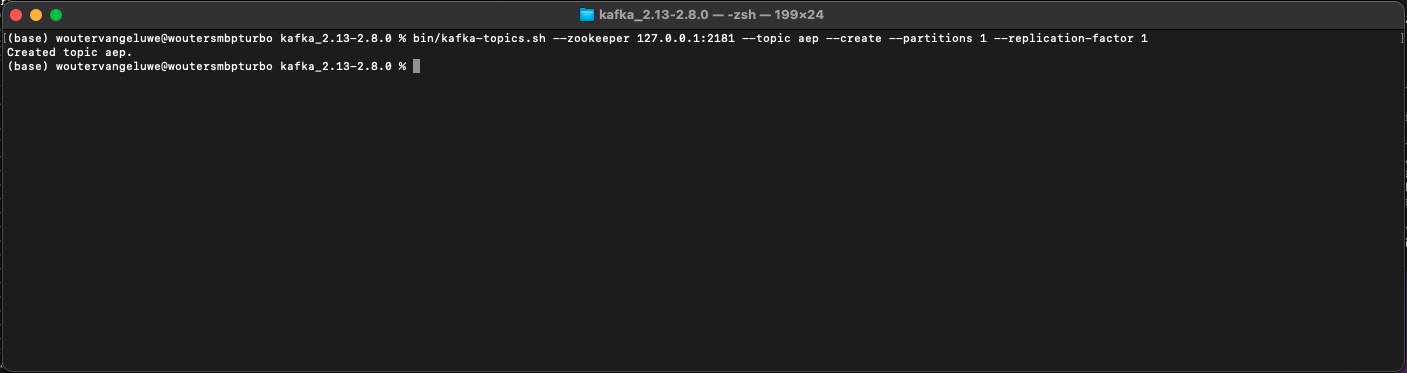 kafka_2.13-2.8.0 — -zsh — 199×24
[(base) woutervangeluwe@woutersmbpturbo kafka_2.13-2.8.0 % bin/kafka-topics.sh --zookeeper 127.0.0.1:2181 --topic aep --create --partitions 1 --replication-factor 1 ]
Created topic aep.
(base) woutervangeluwe@woutersmbpturbo kafka_2.13-2.8.0 %